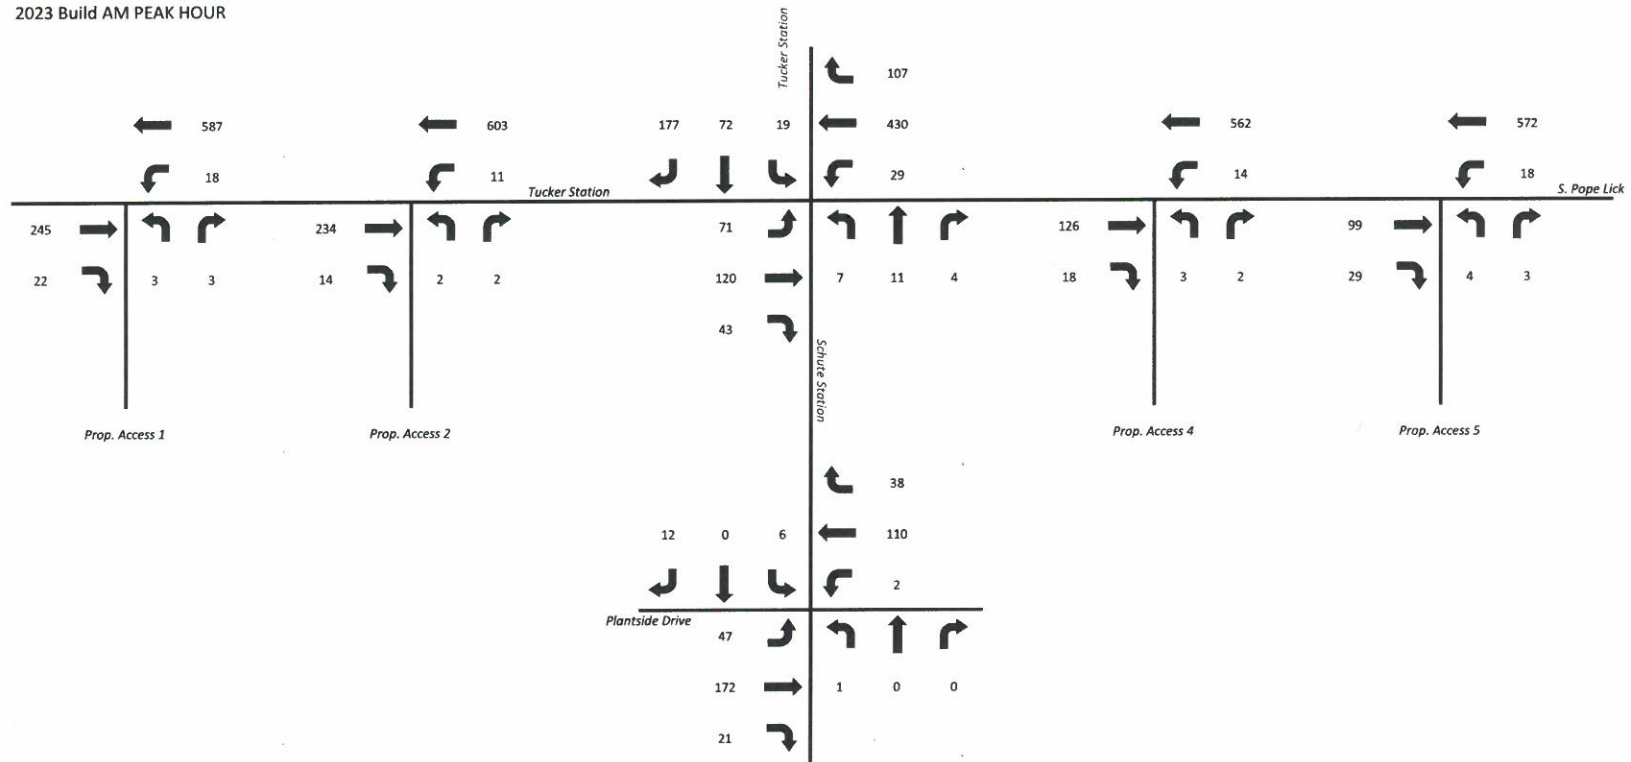 2023 Build AM PEAK HOUR
Tucker Station
107
587
603
177 72 19
430
562
572
18
11
29
14
18
Tucker Station
S. Pope Lick
245
234
71
126
99
22
3 3
14
2 2
120
7 11 4
18
3 2
29
4 3
43
Schute Station
Prop. Access 1
Prop. Access 2
Prop. Access 4
Prop. Access 5
38
12 0 6
110
2
Plantside Drive
47
172
1 0 0
21